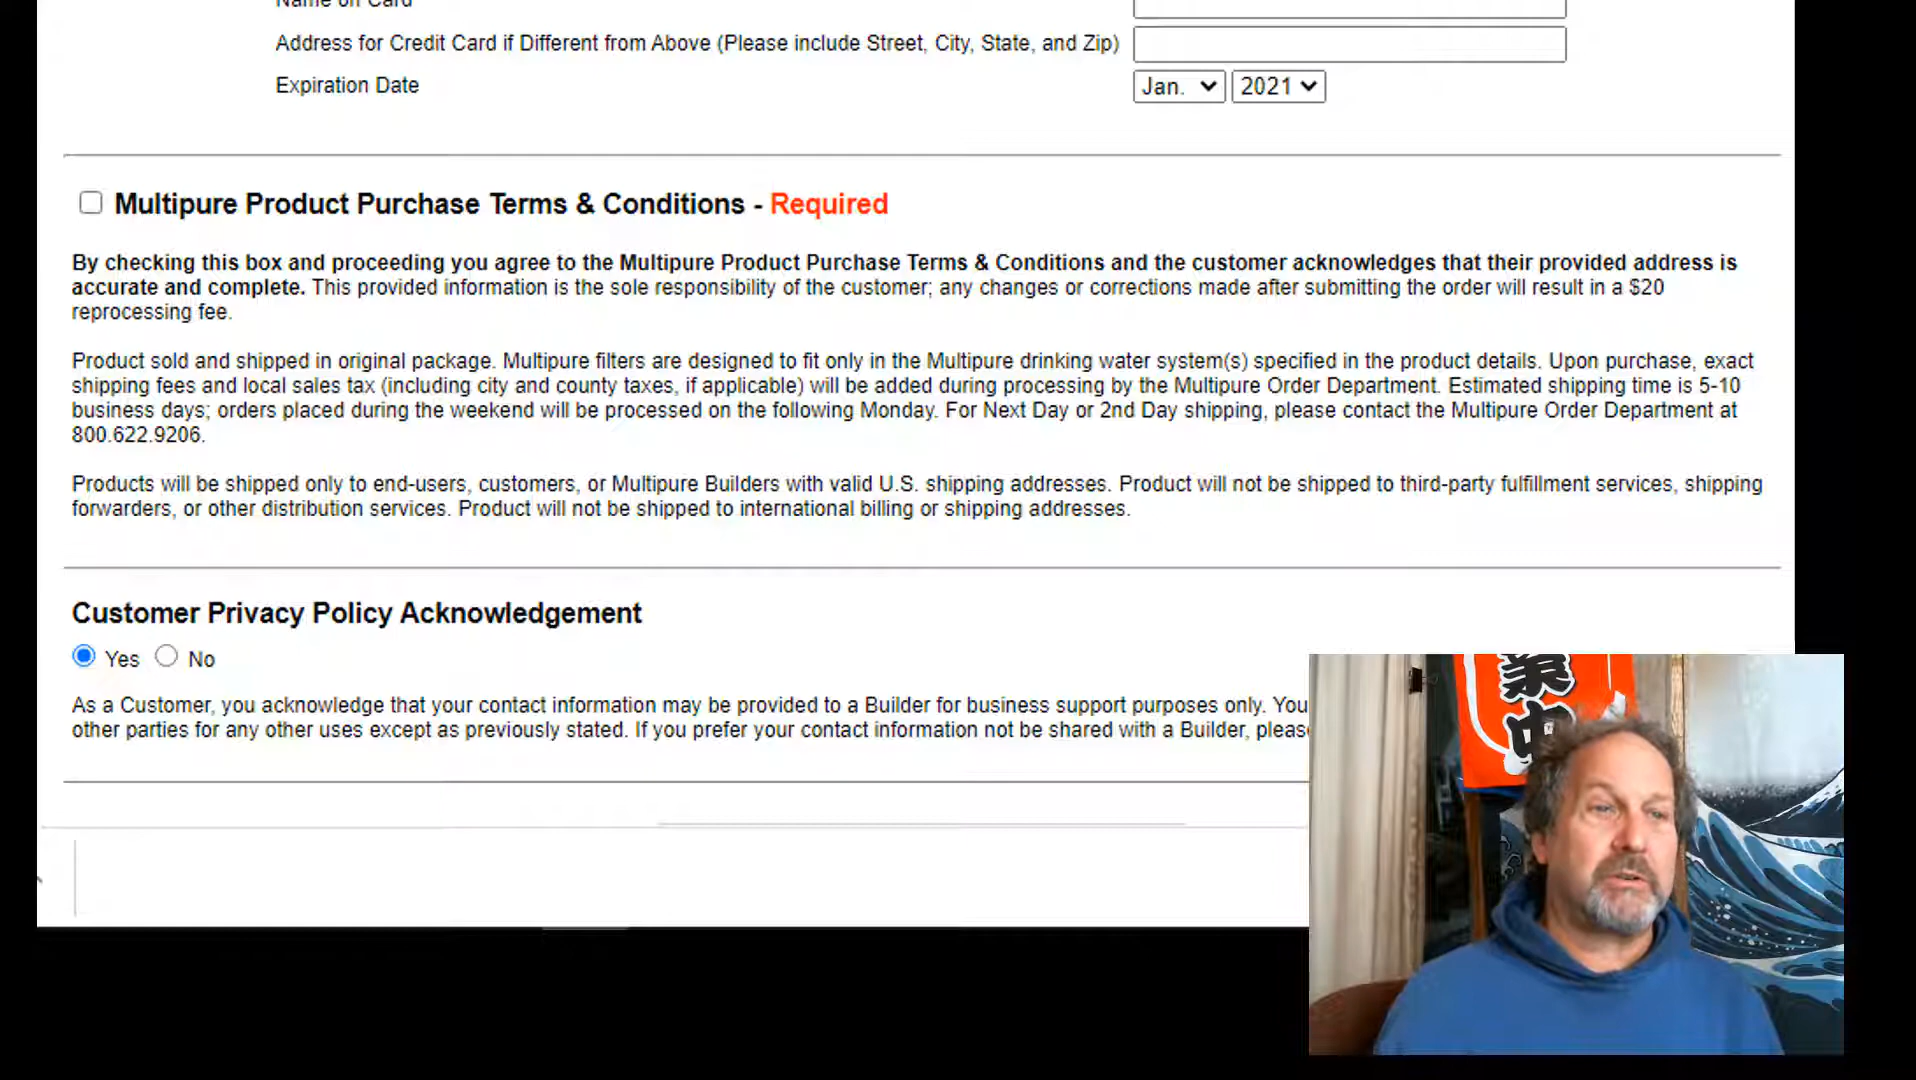 Name on Card
Address for Credit Card if Different from Above (Please include Street, City, State, and Zip)
Expiration Date
Jan. 2021
Multipure Product Purchase Terms & Conditions - Required
By checking this box and proceeding you agree to the Multipure Product Purchase Terms & Conditions and the customer acknowledges that their provided address is
accurate and complete. This provided information is the sole responsibility of the customer; any changes or corrections made after submitting the order will result in a $20
reprocessing fee.
Product sold and shipped in original package. Multipure filters are designed to fit only in the Multipure drinking water system(s) specified in the product details. Upon purchase, exact
shipping fees and local sales tax (including city and county taxes, if applicable) will be added during processing by the Multipure Order Department. Estimated shipping time is 5-10
business days; orders placed during the weekend will be processed on the following Monday. For Next Day or 2nd Day shipping, please contact the Multipure Order Department at
800.622.9206.
Products will be shipped only to end-users, customers, or Multipure Builders with valid U.S. shipping addresses. Product will not be shipped to third-party fulfillment services, shipping
forwarders, or other distribution services. Product will not be shipped to international billing or shipping addresses.
Customer Privacy Policy Acknowledgement
Yes No
As a Customer, you acknowledge that your contact information may be provided to a Builder for business support purposes only. You
other parties for any other uses except as previously stated. If you prefer your contact information not be shared with a Builder, please
業
中